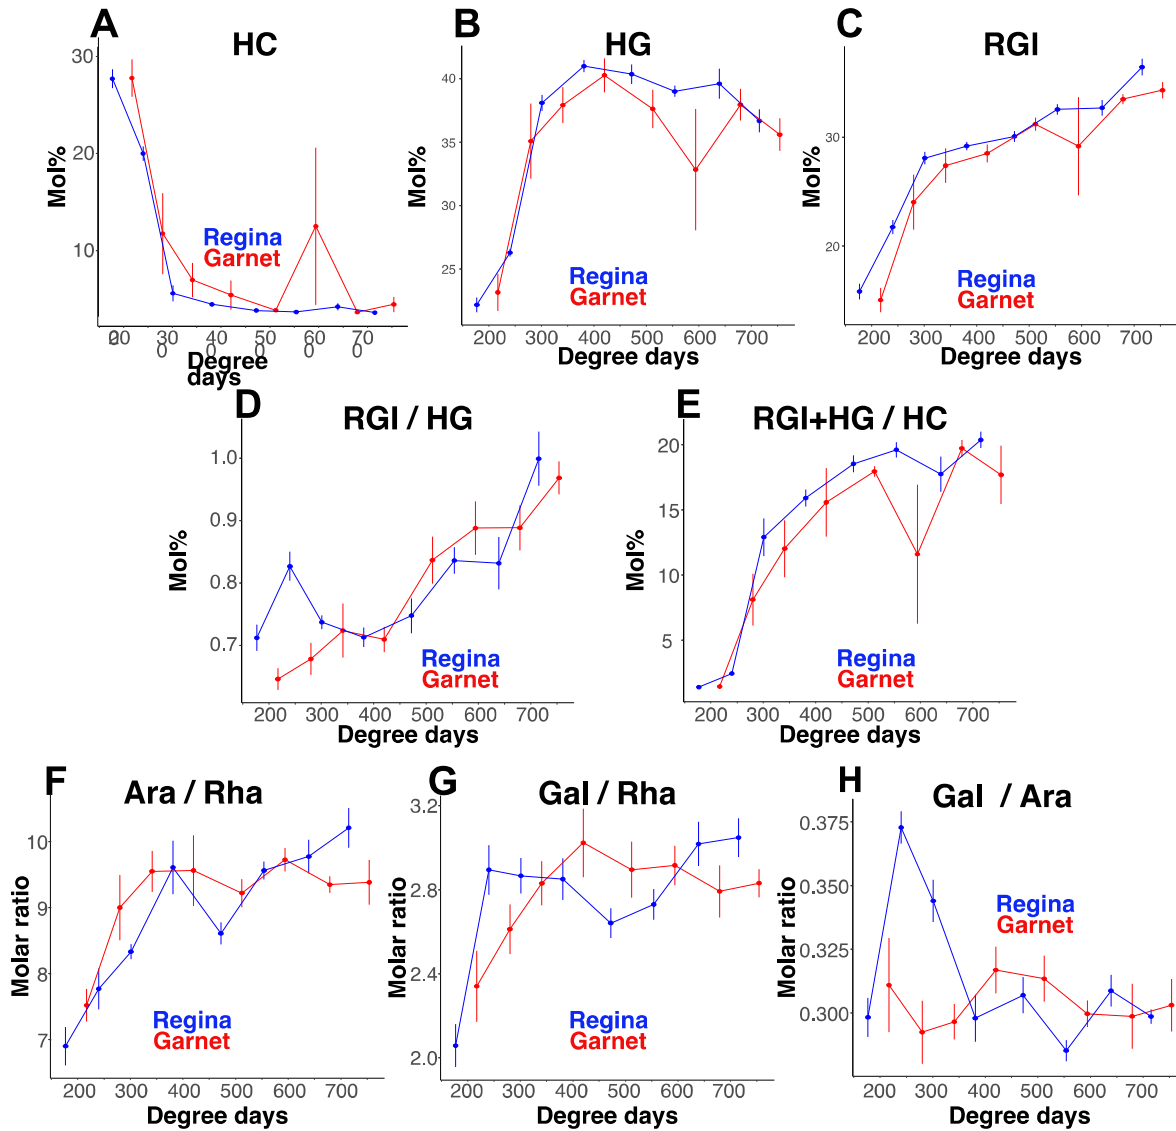 A
HC
30
20
10
Mol%
Regina
Garnet
20
0
30
0
40
0
50
0
60
0
70
0
Degree
days
B
HG
40
35
30
25
Mol%
Regina
Garnet
200 300 400 500 600 700
Degree days
C
RGI
30
20
Mol%
Regina
Garnet
200 300 400 500 600 700
Degree days
D
RGI / HG
1.0
0.9
0.8
0.7
Mol%
Regina
Garnet
200 300 400 500 600 700
Degree days
E
RGI+HG / HC
20
15
10
5
Mol%
Regina
Garnet
200 300 400 500 600 700
Degree days
F
Ara / Rha
10
9
8
7
Molar ratio
Regina
Garnet
200 300 400 500 600 700
Degree days
G
Gal / Rha
3.2
2.8
2.4
2.0
Molar ratio
Regina
Garnet
200 300 400 500 600 700
Degree days
H
Gal / Ara
0.375
0.350
0.325
0.300
Molar ratio
Regina
Garnet
200 300 400 500 600 700
Degree days